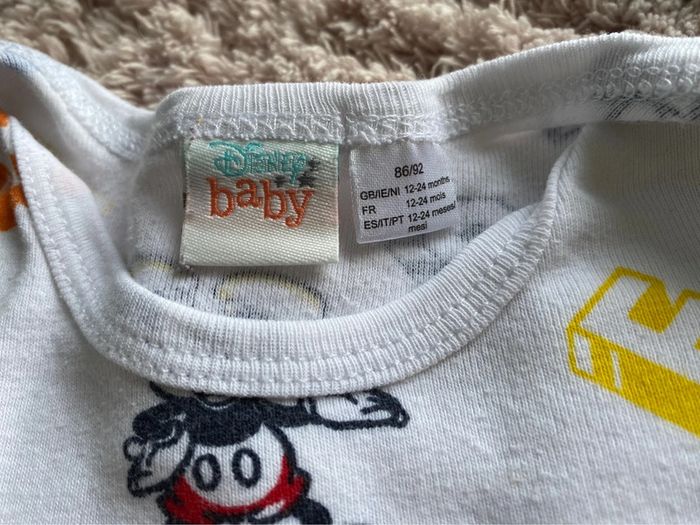 Disney
baby
86/92
GB/IE/NI 12-24 months
FR 12-24 mois
ES/IT/PT 12-24 meses/
mesi